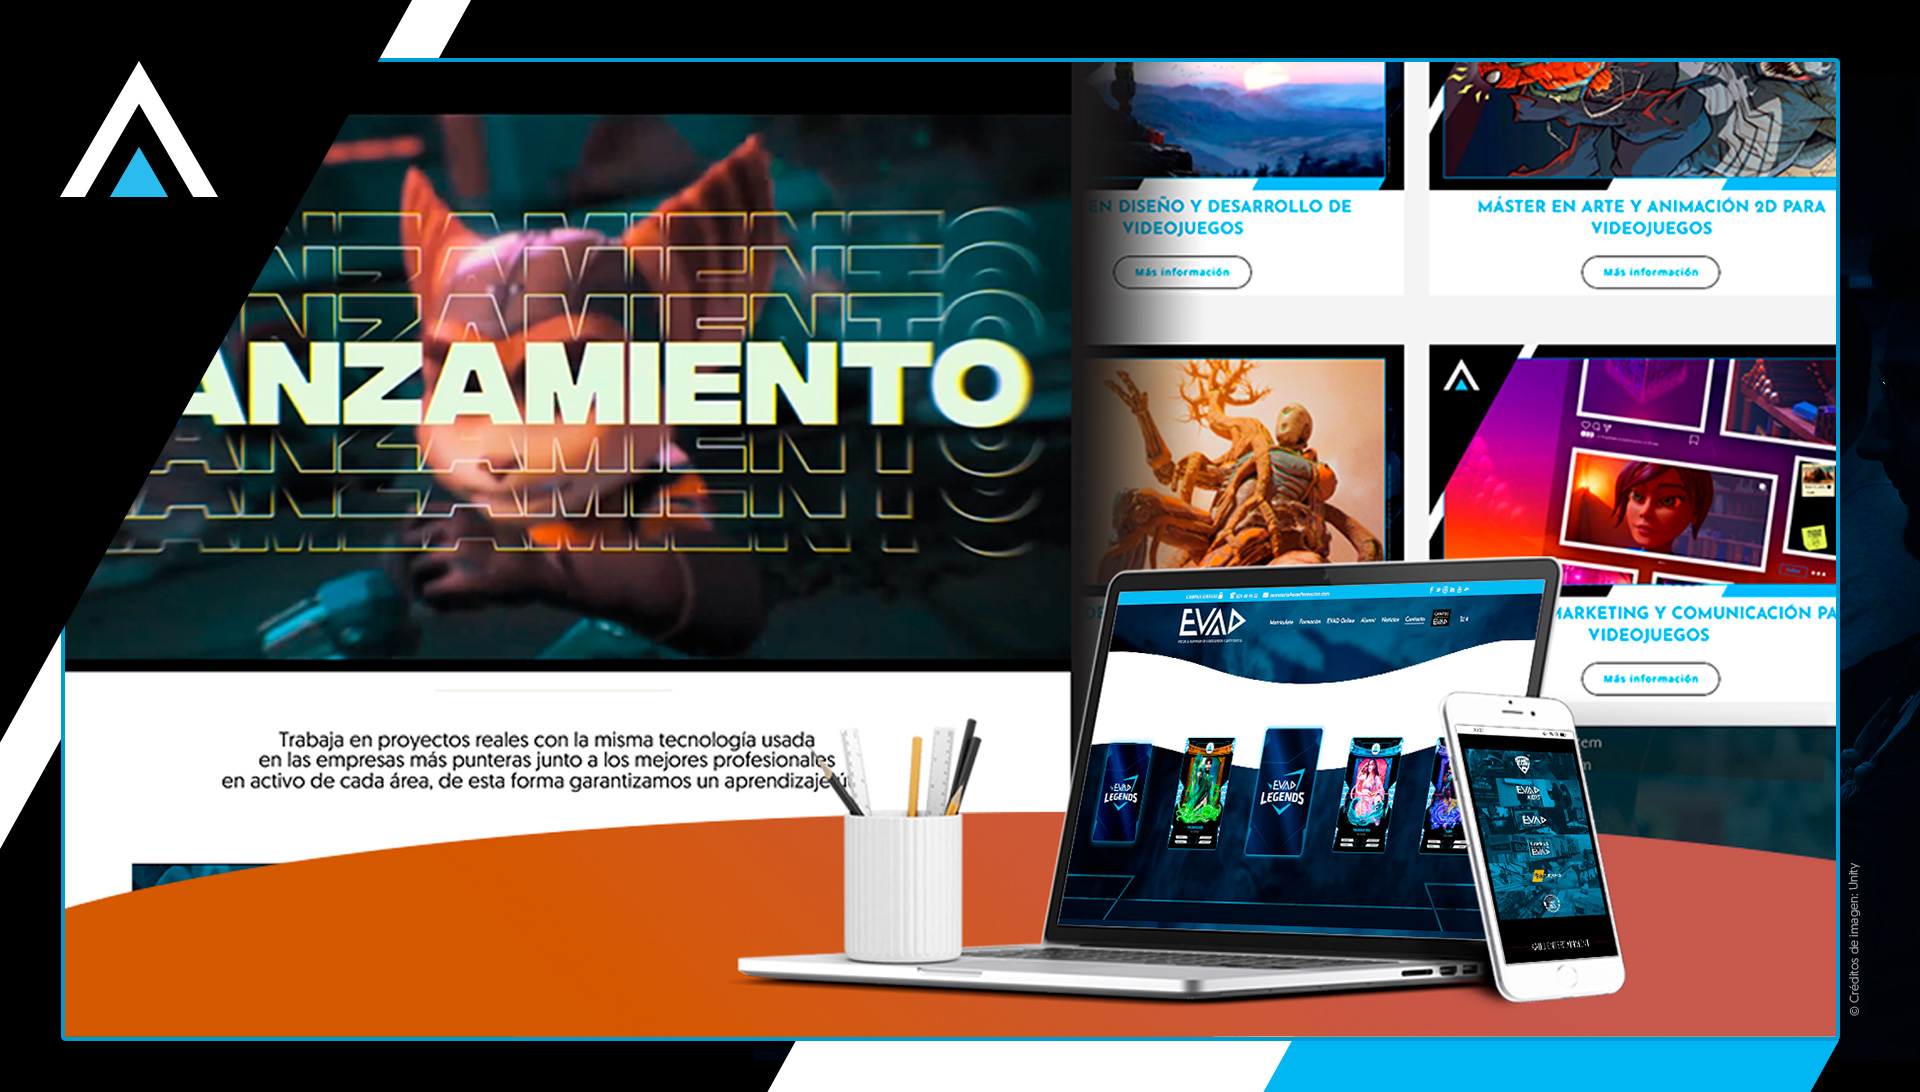 ANZAMIENTO
Trabaja en proyectos reales con la misma tecnología usada
en las empresas más punteras junto a los mejores profesionales
en activo de cada área, de esta forma garantizamos un aprendizaje
EN DISEÑO Y DESARROLLO DE
VIDEOJUEGOS
Más información
MÁSTER EN ARTE Y ANIMACIÓN 2D PARA
VIDEOJUEGOS
Más información
MARKETING Y COMUNICACIÓN PA
VIDEOJUEGOS
Más información
EVAD
Matricúlate Formación EVAD Online Alumni Noticias Contacto
EVAD
LEGENDS
EVAD
LEGENDS
EVAD
EVAD
© Créditos de imagen: Unity